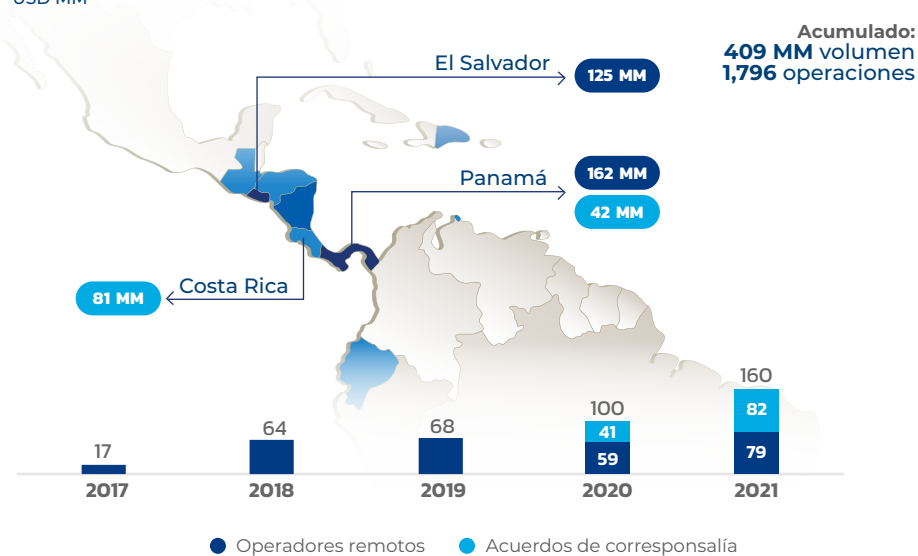 USD MM
Acumulado:
409 MM volumen
1,796 operaciones
El Salvador
125 MM
Panamá
162 MM
42 MM
Costa Rica
81 MM
17
64
68
100
41
59
160
82
79
2017
2018
2019
2020
2021
Operadores remotos
Acuerdos de corresponsalía